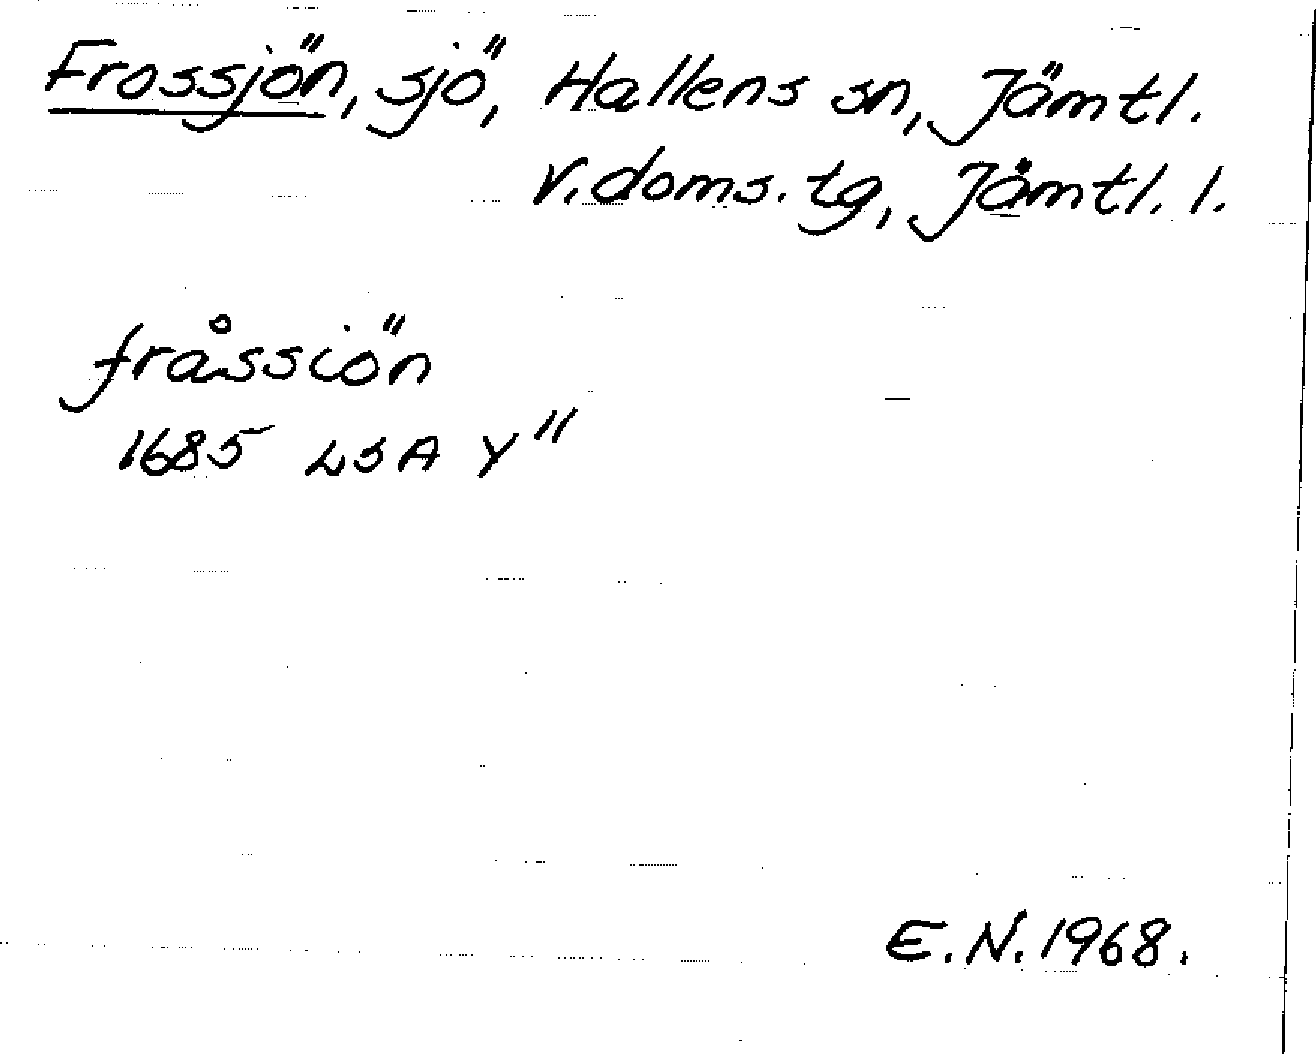 Frossjön, sjö, Hallens sn, Jämtl.
v. doms. tg, Jämtl. l.
fråssiön
1685 LSA Y"
E.N. 1968.